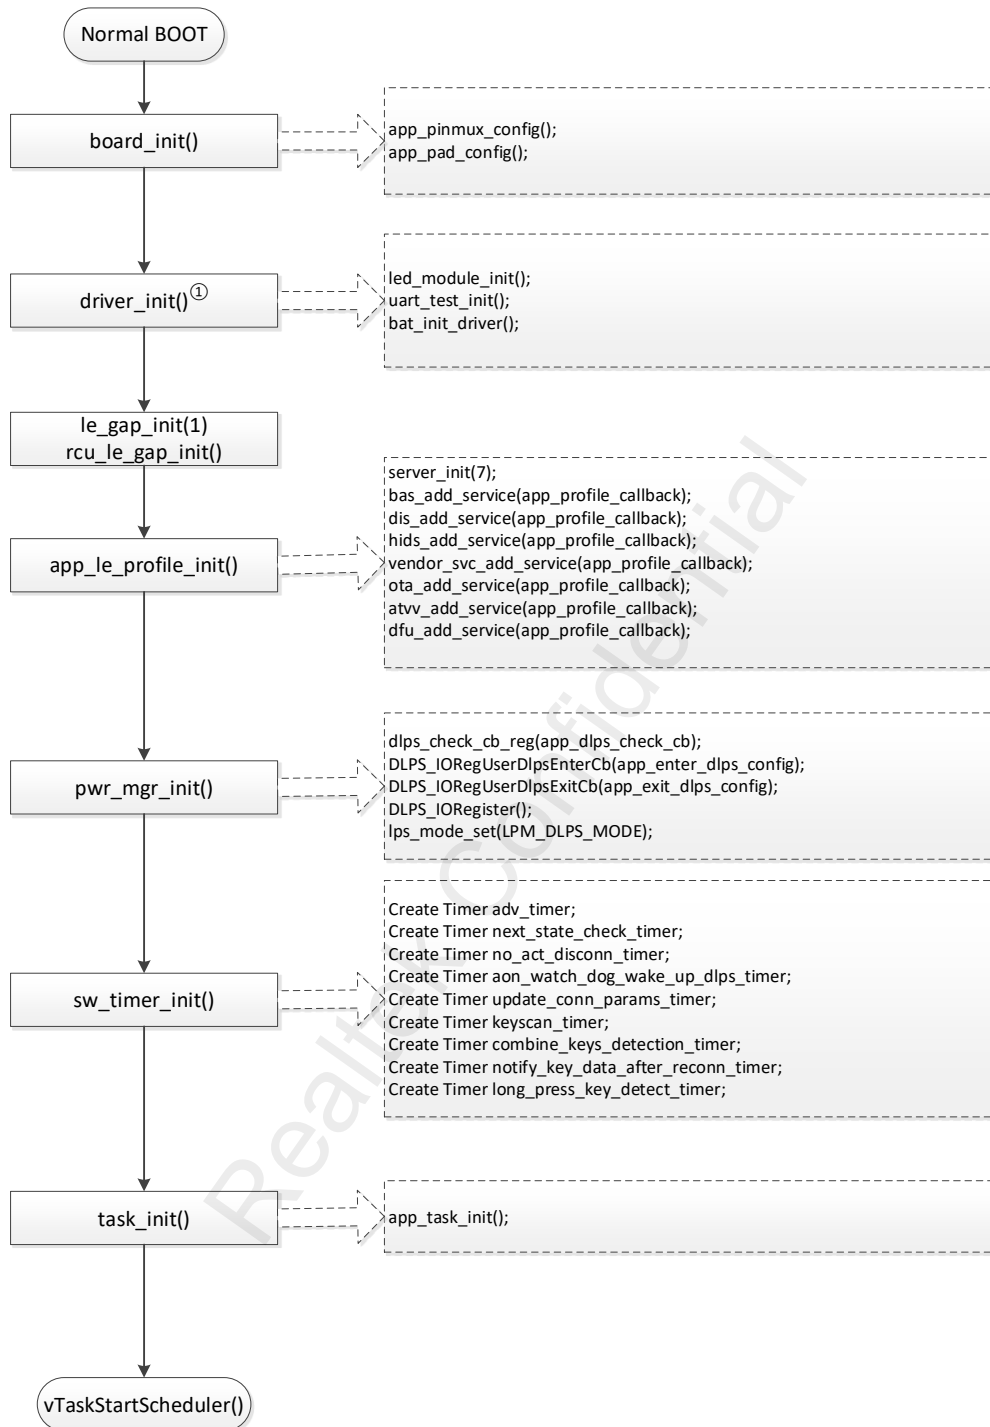 Normal BOOT
board_init()
app_pinmux_config();
app_pad_config();
driver_init()①
led_module_init();
uart_test_init();
bat_init_driver();
le_gap_init(1)
rcu_le_gap_init()
app_le_profile_init()
server_init(7);
bas_add_service(app_profile_callback);
dis_add_service(app_profile_callback);
hids_add_service(app_profile_callback);
vendor_svc_add_service(app_profile_callback);
ota_add_service(app_profile_callback);
atvv_add_service(app_profile_callback);
dfu_add_service(app_profile_callback);
pwr_mgr_init()
dlps_check_cb_reg(app_dlps_check_cb);
DLPS_IORegUserDlpsEnterCb(app_enter_dlps_config);
DLPS_IORegUserDlpsExitCb(app_exit_dlps_config);
DLPS_IORegister();
lps_mode_set(LPM_DLPS_MODE);
sw_timer_init()
Create Timer adv_timer;
Create Timer next_state_check_timer;
Create Timer no_act_disconn_timer;
Create Timer aon_watch_dog_wake_up_dlps_timer;
Create Timer update_conn_params_timer;
Create Timer keyscan_timer;
Create Timer combine_keys_detection_timer;
Create Timer notify_key_data_after_reconn_timer;
Create Timer long_press_key_detect_timer;
task_init()
app_task_init();
vTaskStartScheduler()
Realtek Confidential